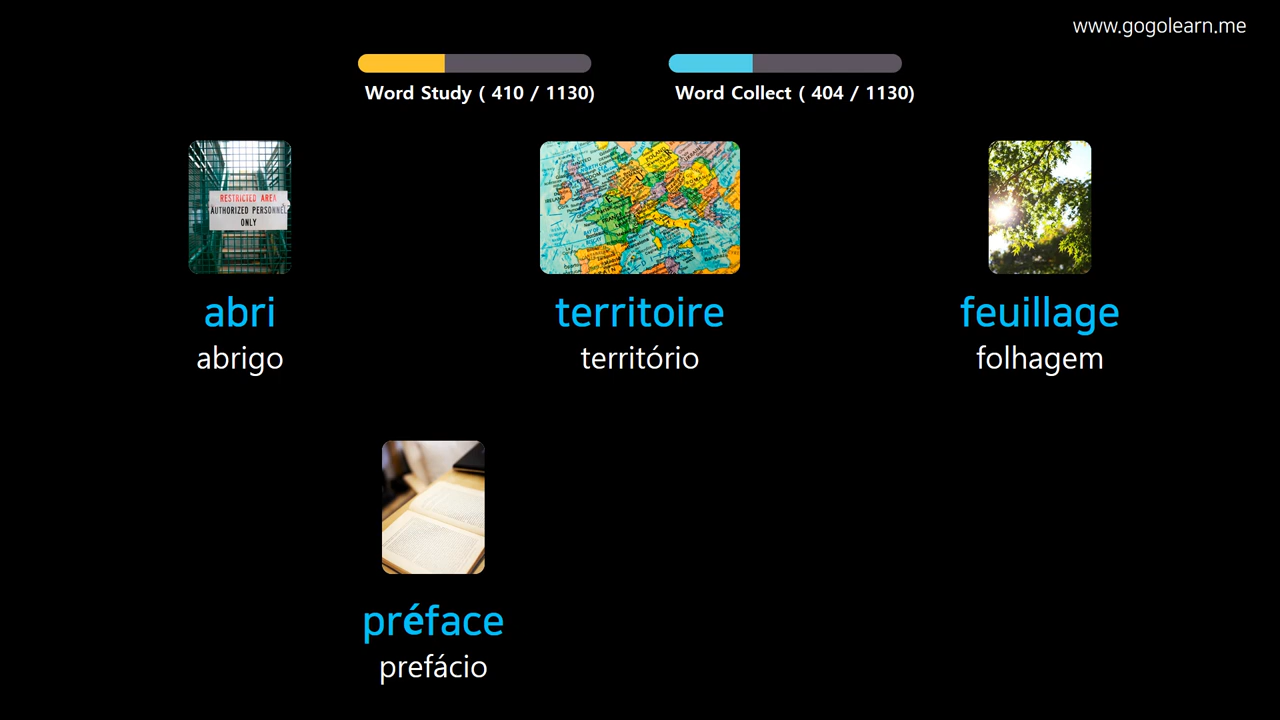 www.gogolearn.me
Word Study ( 410 / 1130)
Word Collect ( 404 / 1130)
RESTRICTED AREA
AUTHORIZED PERSONNEL
ONLY
abri
abrigo
territoire
território
feuillage
folhagem
préface
prefácio